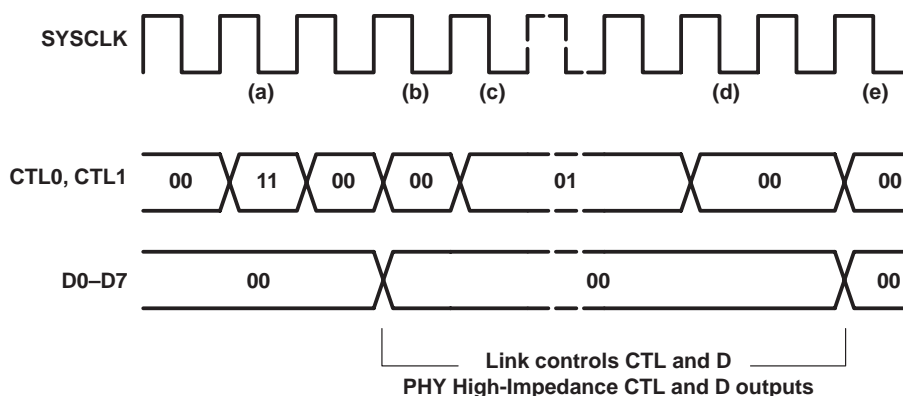 SYSCLK
(a) (b) (c) (d) (e)
CTL0, CTL1 00 11 00 00 01 00 00
D0–D7 00 00 00
Link controls CTL and D
PHY High-Impedance CTL and D outputs